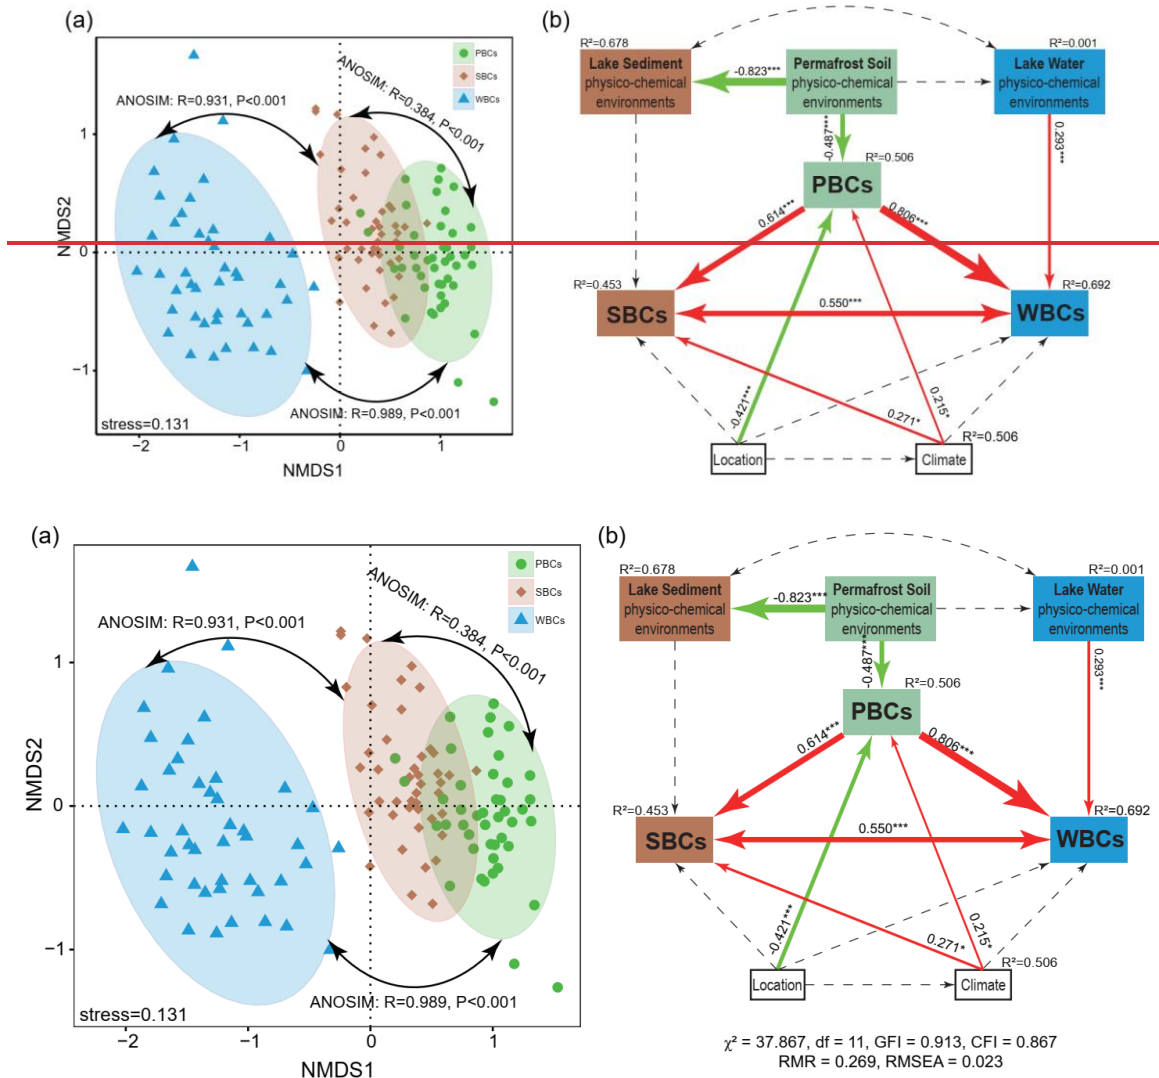 (a)
2
1
0
−1
NMDS2
−2
−1
0
1
NMDS1
PBCs
SBCs
WBCs
ANOSIM: R=0.931, P<0.001
ANOSIM: R=0.384, P<0.001
ANOSIM: R=0.989, P<0.001
stress=0.131
(b)
R²=0.678
Lake Sediment
physico-chemical
environments
-0.823***
Permafrost Soil
physico-chemical
environments
R²=0.001
Lake Water
physico-chemical
environments
-0.487***
0.293***
R²=0.506
PBCs
0.614***
0.806***
R²=0.453
SBCs
0.550***
R²=0.692
WBCs
-0.421***
0.271*
0.215*
R²=0.506
Location
Climate
(a)
1
0
−1
NMDS2
−2
−1
0
1
NMDS1
PBCs
SBCs
WBCs
ANOSIM: R=0.931, P<0.001
ANOSIM: R=0.384, P<0.001
ANOSIM: R=0.989, P<0.001
stress=0.131
(b)
R²=0.678
Lake Sediment
physico-chemical
environments
-0.823***
Permafrost Soil
physico-chemical
environments
R²=0.001
Lake Water
physico-chemical
environments
-0.487***
0.293***
R²=0.506
PBCs
0.614***
0.806***
R²=0.453
SBCs
0.550***
R²=0.692
WBCs
-0.421***
0.271*
0.215*
R²=0.506
Location
Climate
χ² = 37.867, df = 11, GFI = 0.913, CFI = 0.867
RMR = 0.269, RMSEA = 0.023